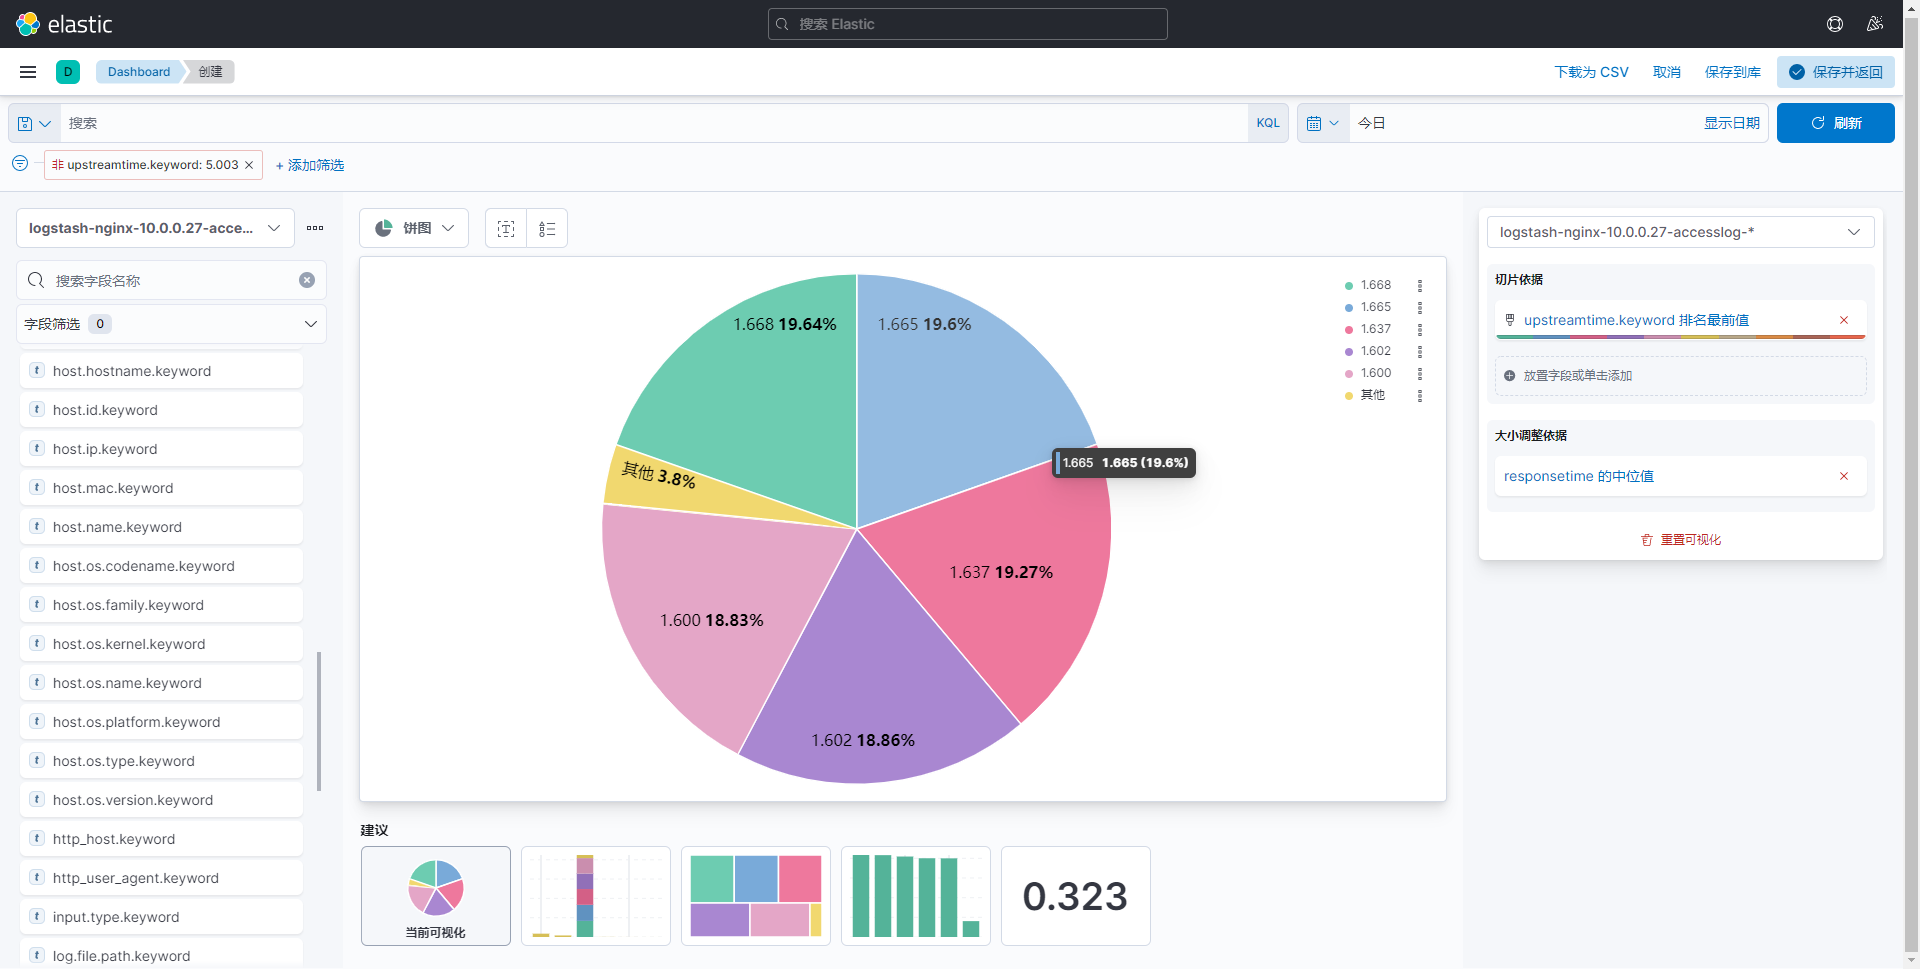 elastic
搜索 Elastic
D
Dashboard
创建
下载为 CSV
取消
保存到库
保存并返回
搜索
KQL
今日
显示日期
刷新
非 upstreamtime.keyword: 5.003
+ 添加筛选
logstash-nginx-10.0.0.27-acce...
搜索字段名称
字段筛选 0
t host.hostname.keyword
t host.id.keyword
t host.ip.keyword
t host.mac.keyword
t host.name.keyword
t host.os.codename.keyword
t host.os.family.keyword
t host.os.kernel.keyword
t host.os.name.keyword
t host.os.platform.keyword
t host.os.type.keyword
t host.os.version.keyword
t http_host.keyword
t http_user_agent.keyword
t input.type.keyword
t log.file.path.keyword
饼图
1.668 19.64%
1.665 19.6%
其他 3.8%
1.665 1.665 (19.6%)
1.637 19.27%
1.600 18.83%
1.602 18.86%
1.668
1.665
1.637
1.602
1.600
其他
建议
当前可视化
0.323
logstash-nginx-10.0.0.27-accesslog-*
切片依据
upstreamtime.keyword 排名最前值
放置字段或单击添加
大小调整依据
responsetime 的中位值
重置可视化